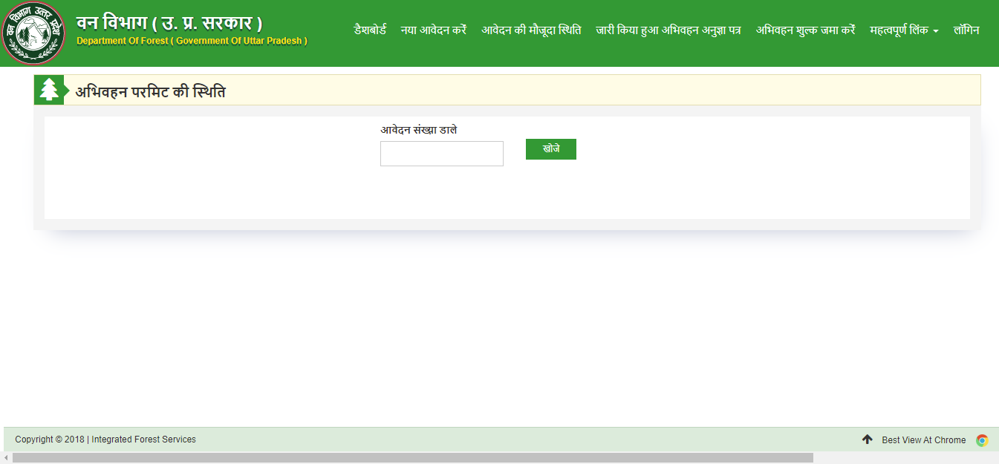 वन विभाग उत्तर प्रदेश
वन विभाग ( उ. प्र. सरकार )
Department Of Forest ( Government Of Uttar Pradesh )
डैशबोर्ड नया आवेदन करें आवेदन की मौजूदा स्थिति जारी किया हुआ अभिवहन अनुज्ञा पत्र अभिवहन शुल्क जमा करें महत्वपूर्ण लिंक लॉगिन
अभिवहन परमिट की स्थिति
आवेदन संख्या डाले
खोजे
Copyright © 2018 | Integrated Forest Services
Best View At Chrome